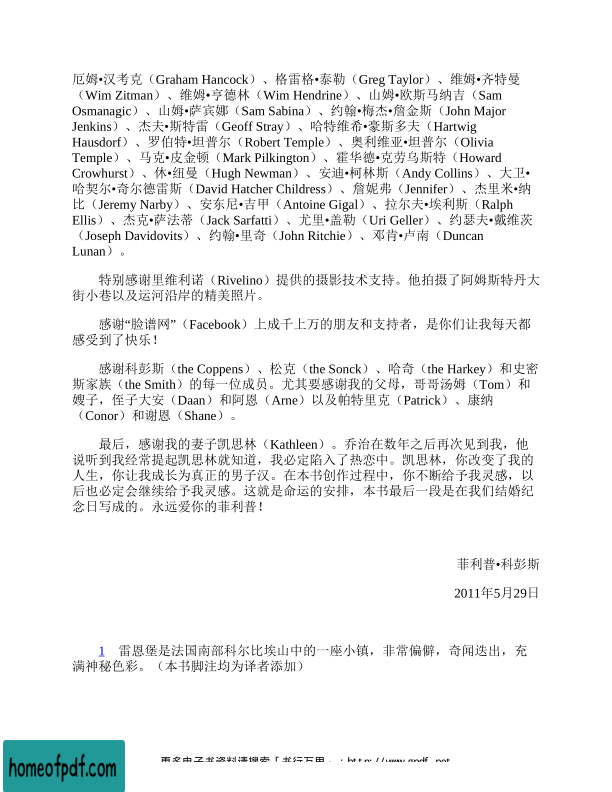 厄姆•汉考克（Graham Hancock）、格雷格•泰勒（Greg Taylor）、维姆•齐特曼
（Wim Zitman）、维姆•亨德林（Wim Hendrine）、山姆•欧斯马纳吉（Sam
Osmanagic）、山姆•萨宾娜（Sam Sabina）、约翰•梅杰•詹金斯（John Major
Jenkins）、杰夫•斯特雷（Geoff Stray）、哈特维希•豪斯多夫（Hartwig
Hausdorf）、罗伯特•坦普尔（Robert Temple）、奥利维亚•坦普尔（Olivia
Temple）、马克•皮金顿（Mark Pilkington）、霍华德•克劳乌斯特（Howard
Crowhurst）、休•纽曼（Hugh Newman）、安迪•柯林斯（Andy Collins）、大卫•
哈契尔•奇尔德雷斯（David Hatcher Childress）、詹妮弗（Jennifer）、杰里米•纳
比（Jeremy Narby）、安东尼•吉甲（Antoine Gigal）、拉尔夫•埃利斯（Ralph
Ellis）、杰克•萨法蒂（Jack Sarfatti）、尤里•盖勒（Uri Geller）、约瑟夫•戴维茨
（Joseph Davidovits）、约翰•里奇（John Ritchie）、邓肯•卢南（Duncan
Lunan）。
特别感谢里维利诺（Rivelino）提供的摄影技术支持。他拍摄了阿姆斯特丹大
街小巷以及运河沿岸的精美照片。
感谢“脸谱网”（Facebook）上成千上万的朋友和支持者，是你们让我每天都
感受到了快乐！
感谢科彭斯（the Coppens）、松克（the Sonck）、哈奇（the Harkey）和史密
斯家族（the Smith）的每一位成员。尤其要感谢我的父母，哥哥汤姆（Tom）和
嫂子，侄子大安（Daan）和阿恩（Arne）以及帕特里克（Patrick）、康纳
（Conor）和谢恩（Shane）。
最后，感谢我的妻子凯思林（Kathleen）。乔治在数年之后再次见到我，他
说听到我经常提起凯思林就知道，我必定陷入了热恋中。凯思林，你改变了我的
人生，你让我成长为真正的男子汉。在本书创作过程中，你不断给予我灵感，以
后也必定会继续给予我灵感。这就是命运的安排，本书最后一段是在我们结婚纪
念日写成的。永远爱你的菲利普！
菲利普•科彭斯
2011年5月29日
1 雷恩堡是法国南部科尔比埃山中的一座小镇，非常偏僻，奇闻迭出，充
满神秘色彩。（本书脚注均为译者添加）
homeofpdf.com